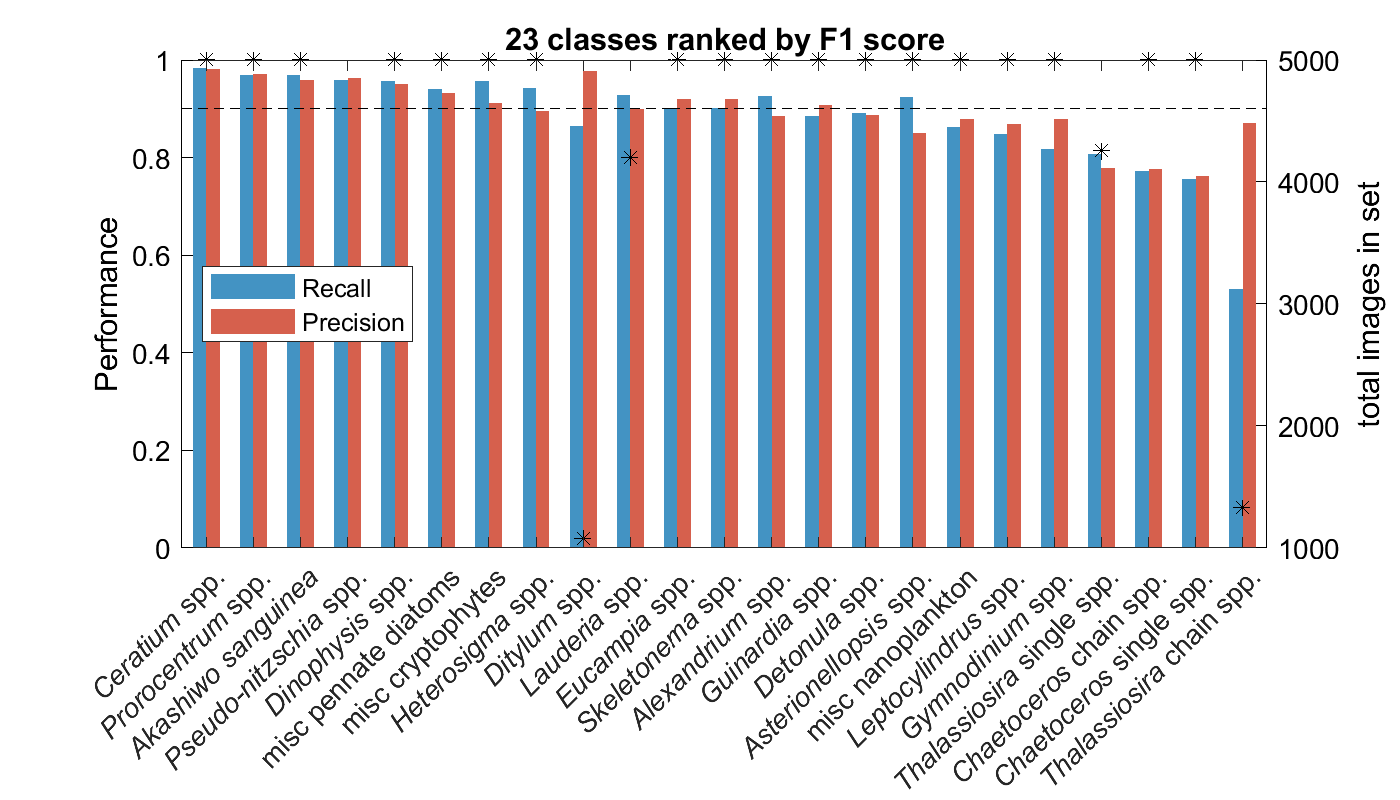 23 classes ranked by F1 score
1
0.8
0.6
0.4
0.2
0
Performance
5000
4000
3000
2000
1000
total images in set
Recall
Precision
Ceratium spp.
Prorocentrum spp.
Akashiwo sanguinea
Pseudo-nitzschia spp.
Dinophysis spp.
misc pennate diatoms
misc cryptophytes
Heterosigma spp.
Ditylum spp.
Lauderia spp.
Eucampia spp.
Skeletonema spp.
Alexandrium spp.
Guinardia spp.
Detonula spp.
Asterionellopsis spp.
misc nanoplankton
Leptocylindrus spp.
Gymnodinium spp.
Thalassiosira single spp.
Chaetoceros chain spp.
Chaetoceros single spp.
Thalassiosira chain spp.